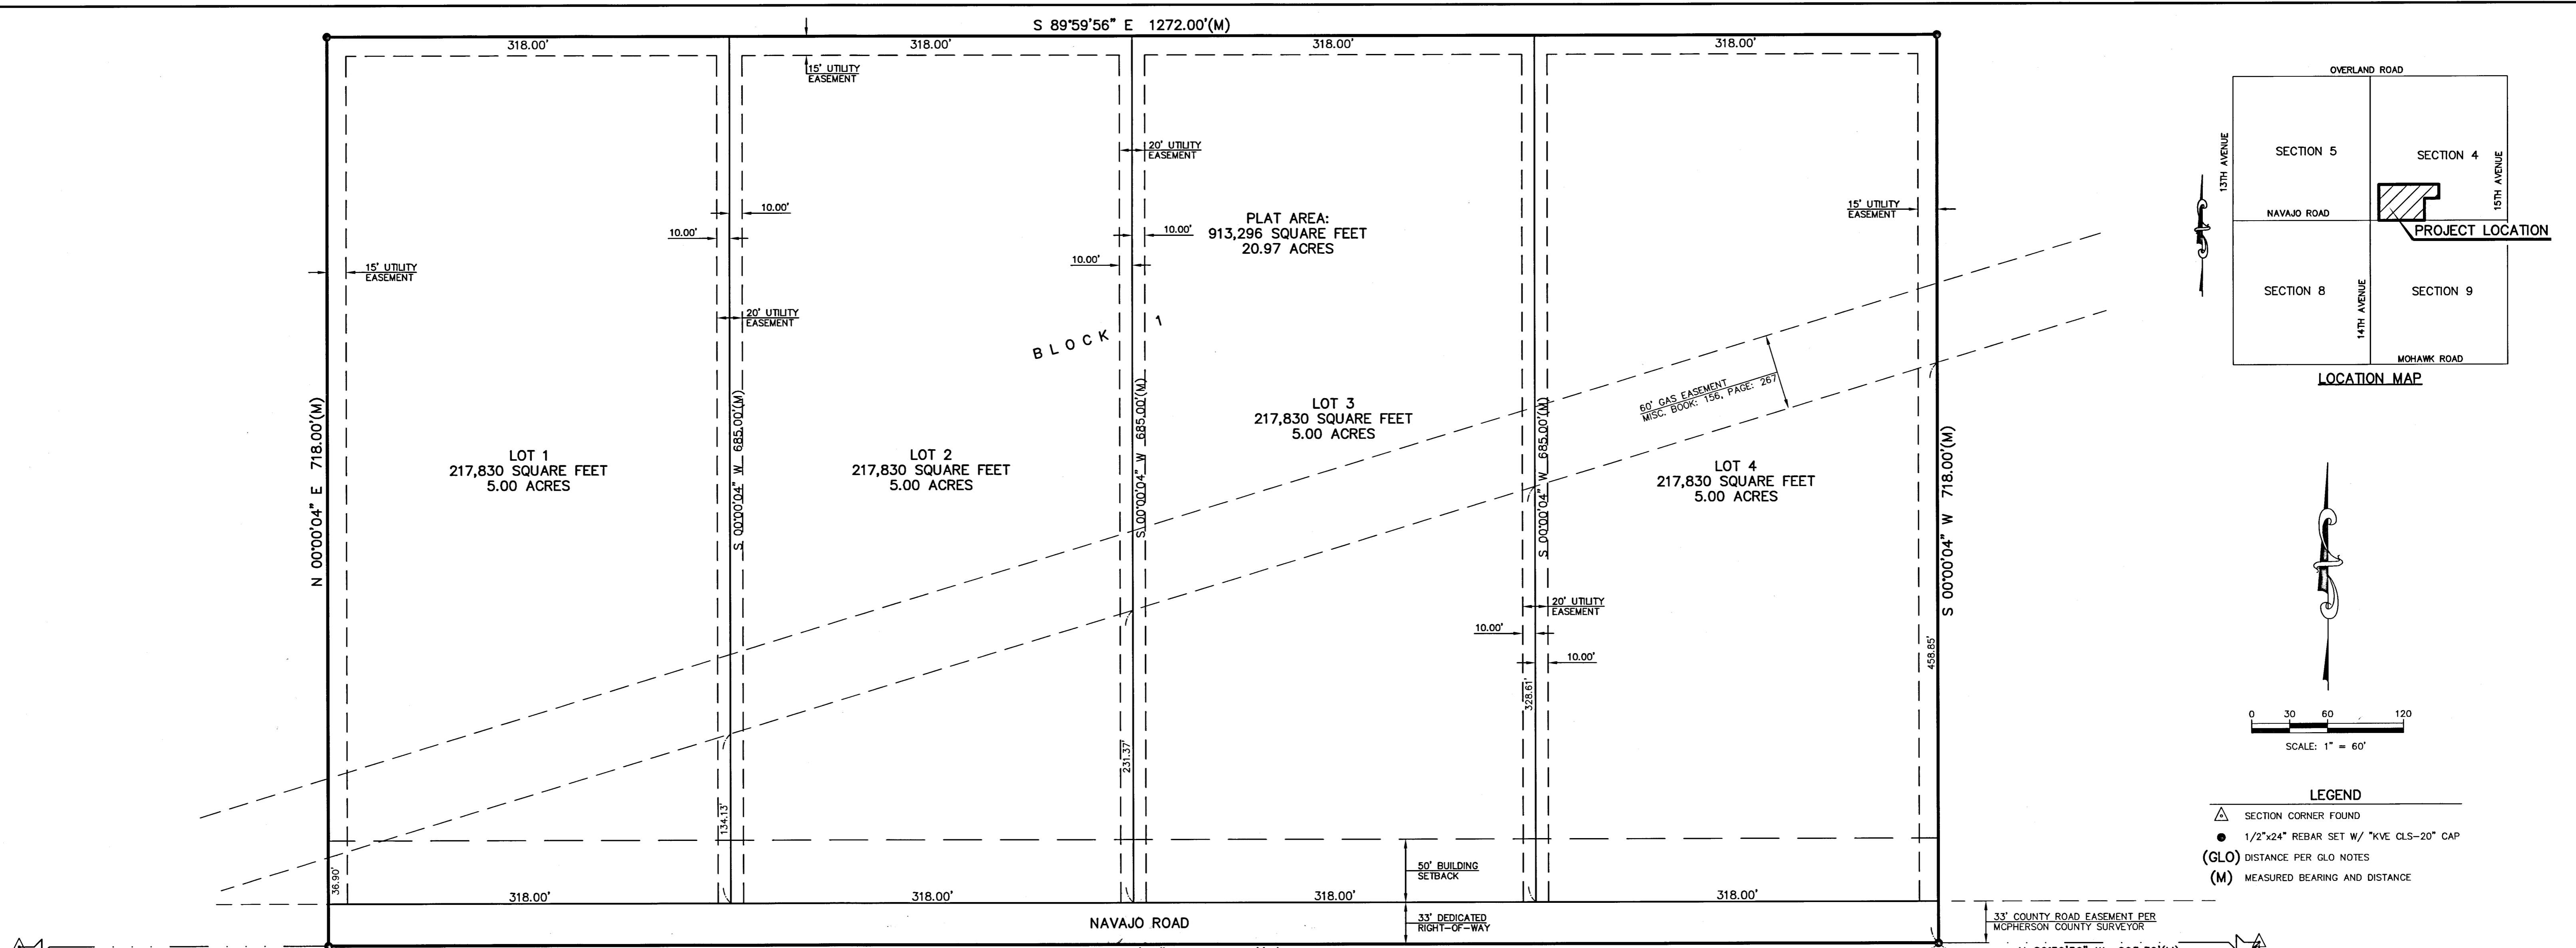 S 89°59'56" E 1272.00'(M)
318.00'
318.00'
318.00'
318.00'
15' UTILITY
EASEMENT
20' UTILITY
EASEMENT
10.00'
10.00'
15' UTILITY
EASEMENT
20' UTILITY
EASEMENT
10.00'
10.00'
PLAT AREA:
913,296 SQUARE FEET
20.97 ACRES
15' UTILITY
EASEMENT
BLOCK 1
N 00°00'04" E 718.00'(M)
LOT 1
217,830 SQUARE FEET
5.00 ACRES
S 00°00'04" W 685.00'(M)
LOT 2
217,830 SQUARE FEET
5.00 ACRES
S 00°00'04" W 685.00'(M)
LOT 3
217,830 SQUARE FEET
5.00 ACRES
S 00°00'04" W 685.00'(M)
60' GAS EASEMENT
MISC. BOOK: 156, PAGE: 267
LOT 4
217,830 SQUARE FEET
5.00 ACRES
S 00°00'04" W 718.00'(M)
20' UTILITY
EASEMENT
10.00'
10.00'
36.90'
134.13'
231.37'
328.61'
458.85'
50' BUILDING
SETBACK
318.00'
318.00'
318.00'
318.00'
NAVAJO ROAD
33' DEDICATED
RIGHT-OF-WAY
33' COUNTY ROAD EASEMENT PER
MCPHERSON COUNTY SURVEYOR
OVERLAND ROAD
13TH AVENUE
SECTION 5
SECTION 4
15TH AVENUE
NAVAJO ROAD
PROJECT LOCATION
SECTION 8
14TH AVENUE
SECTION 9
MOHAWK ROAD
LOCATION MAP
0 30 60 120
SCALE: 1" = 60'
LEGEND
SECTION CORNER FOUND
1/2"x24" REBAR SET W/ "KVE CLS-20" CAP
(GLO) DISTANCE PER GLO NOTES
(M) MEASURED BEARING AND DISTANCE